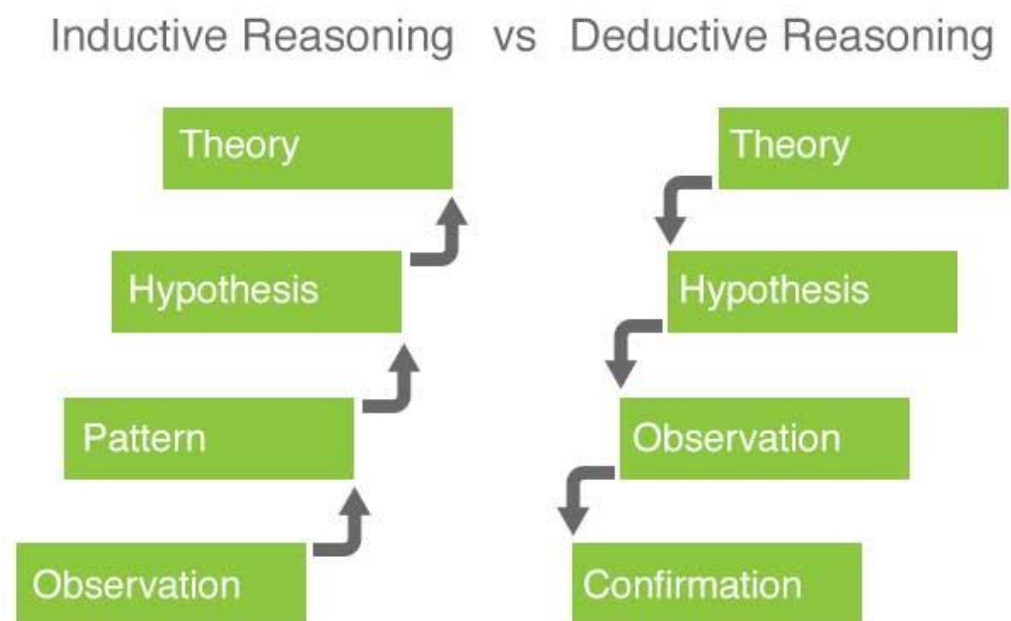 Inductive Reasoning vs Deductive Reasoning
Theory
Hypothesis
Pattern
Observation
Theory
Hypothesis
Observation
Confirmation